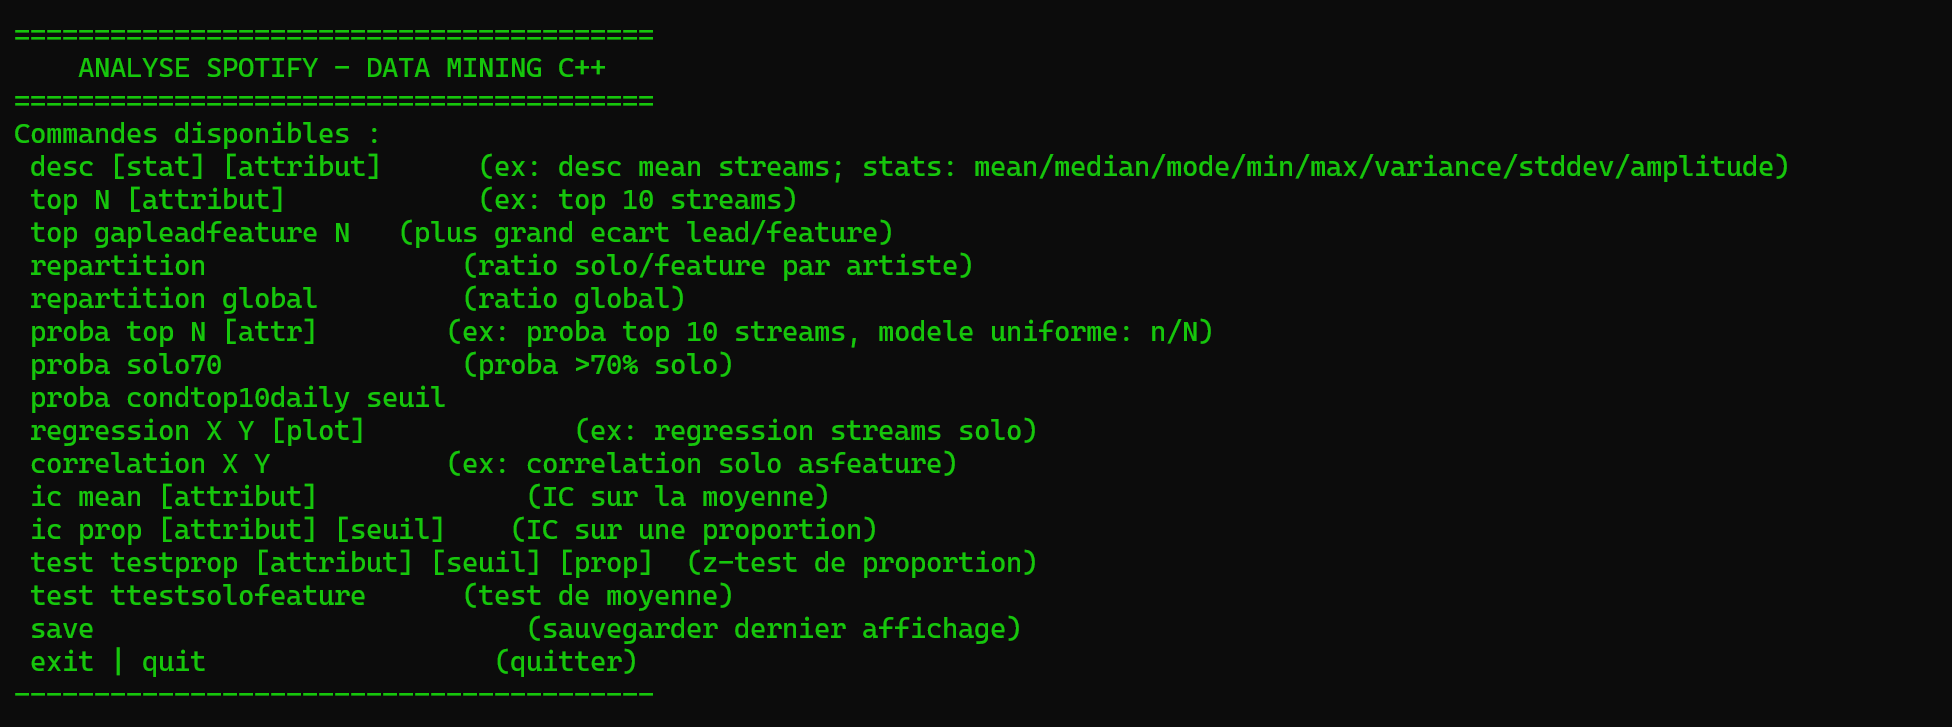 ========================================
    ANALYSE SPOTIFY - DATA MINING C++
========================================
Commandes disponibles :
 desc [stat] [attribut]      (ex: desc mean streams; stats: mean/median/mode/min/max/variance/stddev/amplitude)
 top N [attribut]            (ex: top 10 streams)
 top gapleadfeature N   (plus grand ecart lead/feature)
 repartition                (ratio solo/feature par artiste)
 repartition global         (ratio global)
 proba top N [attr]        (ex: proba top 10 streams, modele uniforme: n/N)
 proba solo70               (proba >70% solo)
 proba condtop10daily seuil
 regression X Y [plot]             (ex: regression streams solo)
 correlation X Y           (ex: correlation solo asfeature)
 ic mean [attribut]             (IC sur la moyenne)
 ic prop [attribut] [seuil]    (IC sur une proportion)
 test testprop [attribut] [seuil] [prop]  (z-test de proportion)
 test ttestsolofeature      (test de moyenne)
 save                           (sauvegarder dernier affichage)
 exit | quit                  (quitter)
----------------------------------------